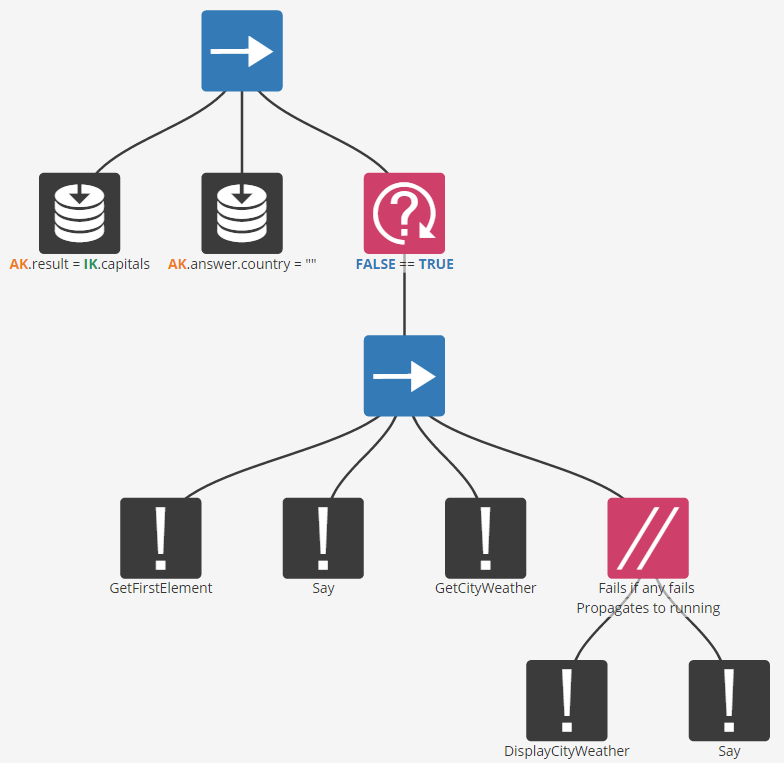 AK.result = IK.capitals
AK.answer.country = ""
FALSE == TRUE
GetFirstElement
Say
GetCityWeather
Fails if any fails
Propagates to running
DisplayCityWeather
Say